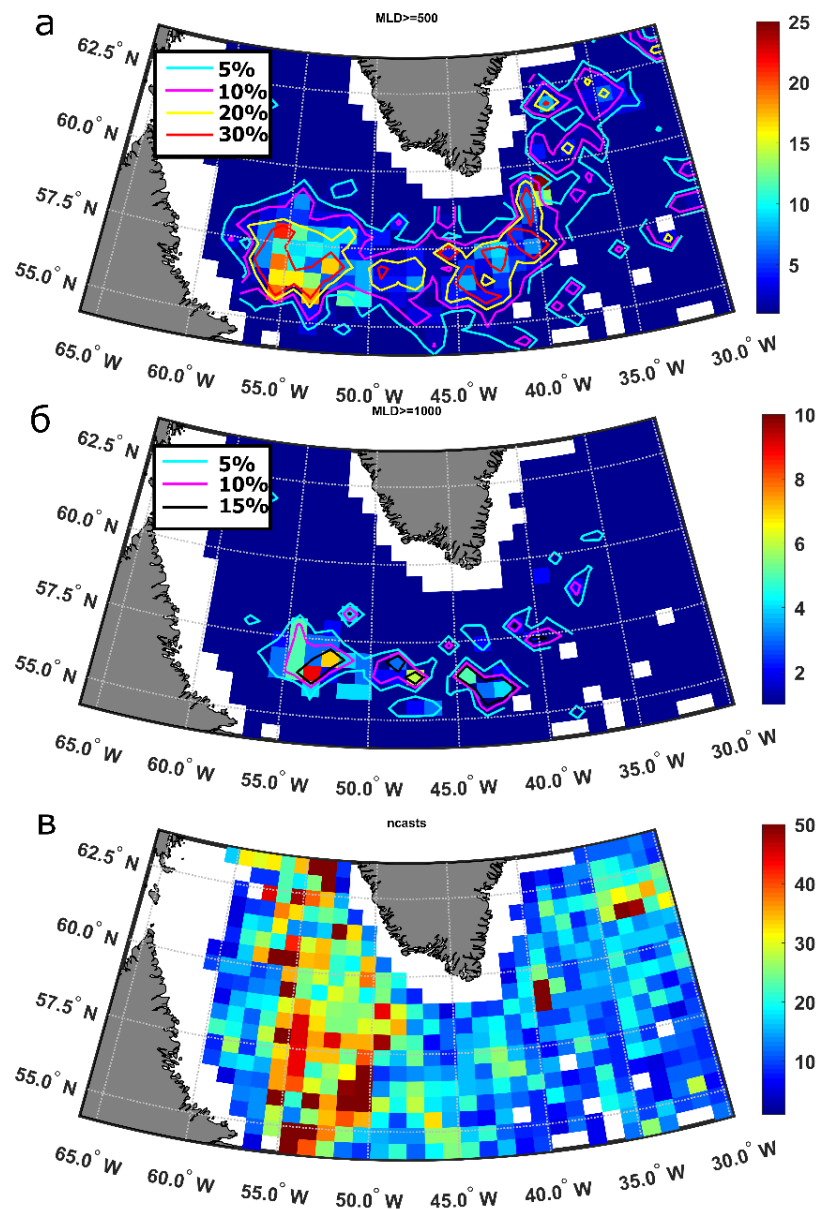 а
MLD>=500
62.5° N
60.0° N
57.5° N
55.0° N
5%
10%
20%
30%
65.0° W
60.0° W
55.0° W
50.0° W
45.0° W
40.0° W
35.0° W
30.0° W
25
20
15
10
5
б
MLD>=1000
62.5° N
60.0° N
57.5° N
55.0° N
5%
10%
15%
65.0° W
60.0° W
55.0° W
50.0° W
45.0° W
40.0° W
35.0° W
30.0° W
10
8
6
4
2
в
ncasts
62.5° N
60.0° N
57.5° N
55.0° N
65.0° W
60.0° W
55.0° W
50.0° W
45.0° W
40.0° W
35.0° W
30.0° W
50
40
30
20
10